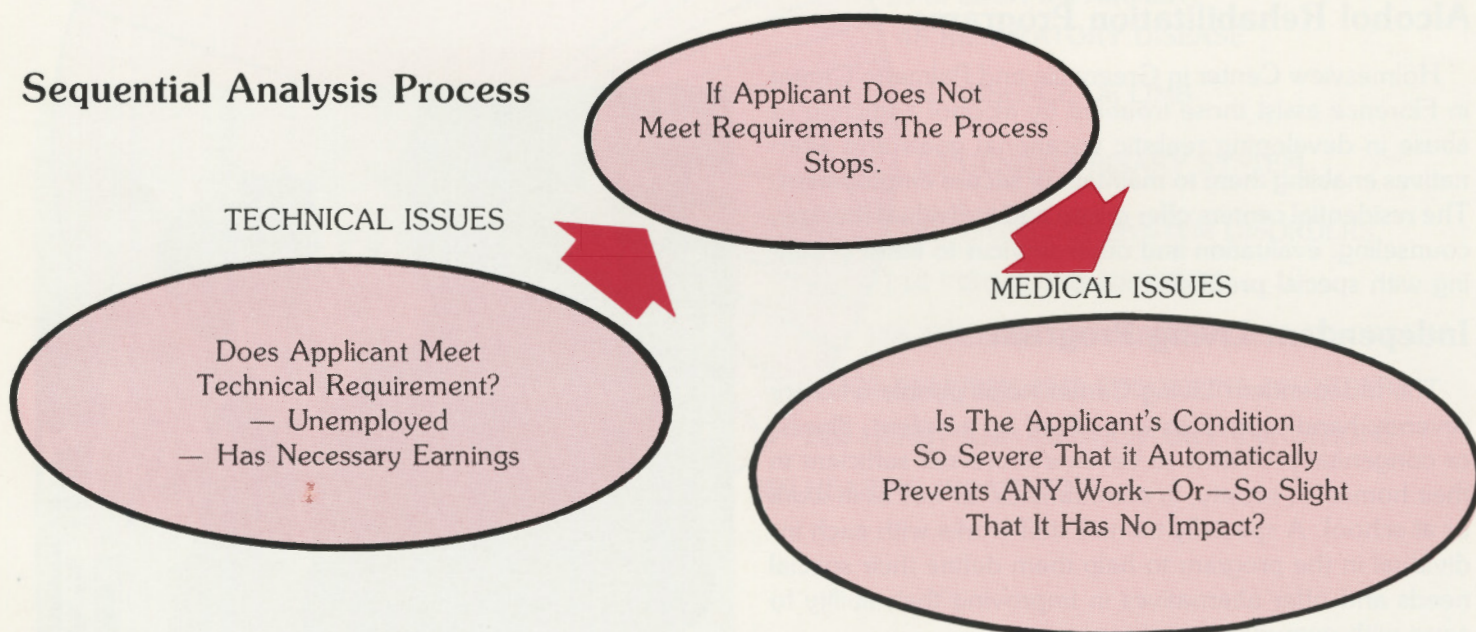 Sequential Analysis Process
If Applicant Does Not
Meet Requirements The Process
Stops.
TECHNICAL ISSUES
Does Applicant Meet
Technical Requirement?
— Unemployed
— Has Necessary Earnings
MEDICAL ISSUES
Is The Applicant's Condition
So Severe That it Automatically
Prevents ANY Work—Or—So Slight
That It Has No Impact?